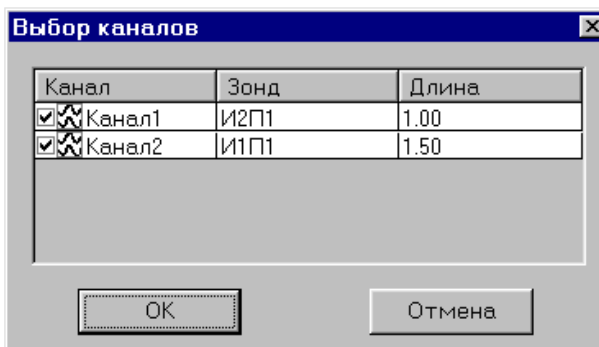 Выбор каналов
Канал Зонд Длина
Канал1 И2П1 1.00
Канал2 И1П1 1.50
OK Отмена